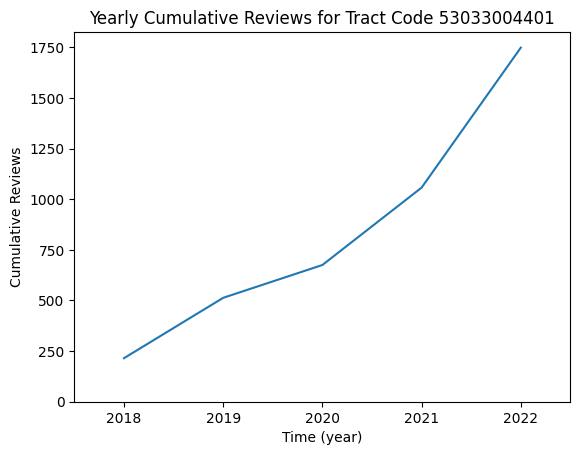 Yearly Cumulative Reviews for Tract Code 53033004401
1750
1500
1250
1000
750
500
250
0
Cumulative Reviews
2018 2019 2020 2021 2022
Time (year)